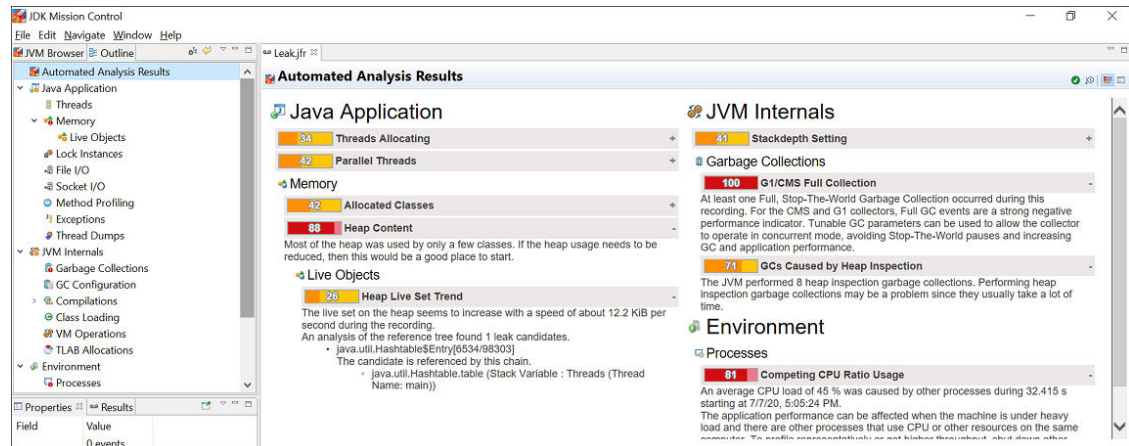 JDK Mission Control
File Edit Navigate Window Help
JVM Browser Outline
Automated Analysis Results
Java Application
Threads
Memory
Live Objects
Lock Instances
File I/O
Socket I/O
Method Profiling
Exceptions
Thread Dumps
JVM Internals
Garbage Collections
GC Configuration
Compilations
Class Loading
VM Operations
TLAB Allocations
Environment
Processes
Properties Results
Field Value
0 events
Leak.jfr
Automated Analysis Results
Java Application
34 Threads Allocating +
42 Parallel Threads +
Memory
42 Allocated Classes +
88 Heap Content -
Most of the heap was used by only a few classes. If the heap usage needs to be
reduced, then this would be a good place to start.
Live Objects
26 Heap Live Set Trend -
The live set on the heap seems to increase with a speed of about 12.2 KiB per
second during the recording.
An analysis of the reference tree found 1 leak candidates.
• java.util.Hashtable$Entry[6534/98303]
The candidate is referenced by this chain.
◦ java.util.Hashtable.table (Stack Variable : Threads (Thread
Name: main))
JVM Internals
41 Stackdepth Setting +
Garbage Collections
100 G1/CMS Full Collection -
At least one Full, Stop-The-World Garbage Collection occurred during this
recording. For the CMS and G1 collectors, Full GC events are a strong negative
performance indicator. Tunable GC parameters can be used to allow the collector
to operate in concurrent mode, avoiding Stop-The-World pauses and increasing
GC and application performance.
71 GCs Caused by Heap Inspection -
The JVM performed 8 heap inspection garbage collections. Performing heap
inspection garbage collections may be a problem since they usually take a lot of
time.
Environment
Processes
81 Competing CPU Ratio Usage -
An average CPU load of 45 % was caused by other processes during 32.415 s
starting at 7/7/20, 5:05:24 PM.
The application performance can be affected when the machine is under heavy
load and there are other processes that use CPU or other resources on the same
computer. To profile representatively or get higher throughput, shut down other